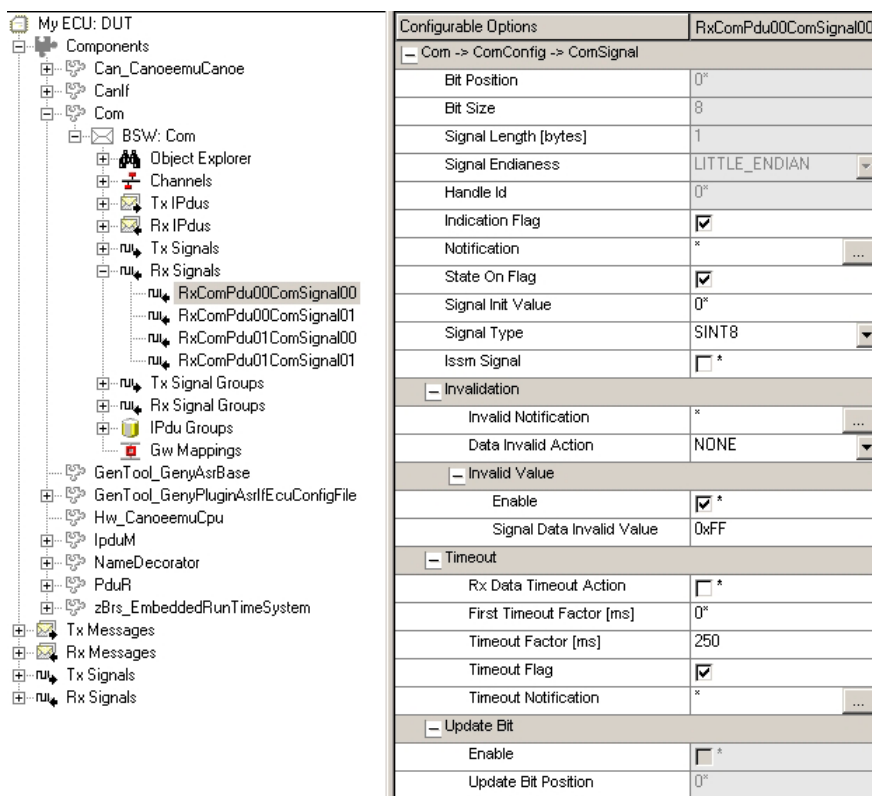 My ECU: DUT
Components
Can_CanoeemuCanoe
CanIf
Com
BSW: Com
Object Explorer
Channels
Tx IPdus
Rx IPdus
Tx Signals
Rx Signals
RxComPdu00ComSignal00
RxComPdu00ComSignal01
RxComPdu01ComSignal00
RxComPdu01ComSignal01
Tx Signal Groups
Rx Signal Groups
IPdu Groups
Gw Mappings
GenTool_GenyAsrBase
GenTool_GenyPluginAsrIfEcuConfigFile
Hw_CanoeemuCpu
IpduM
NameDecorator
PduR
zBrs_EmbeddedRunTimeSystem
Tx Messages
Rx Messages
Tx Signals
Rx Signals
Configurable Options RxComPdu00ComSignal00
Com -> ComConfig -> ComSignal
Bit Position 0*
Bit Size 8
Signal Length [bytes] 1
Signal Endianess LITTLE_ENDIAN
Handle Id 0*
Indication Flag
Notification * ...
State On Flag
Signal Init Value 0*
Signal Type SINT8
Issm Signal *
Invalidation
Invalid Notification * ...
Data Invalid Action NONE
Invalid Value
Enable *
Signal Data Invalid Value 0xFF
Timeout
Rx Data Timeout Action *
First Timeout Factor [ms] 0*
Timeout Factor [ms] 250
Timeout Flag
Timeout Notification * ...
Update Bit
Enable *
Update Bit Position 0*